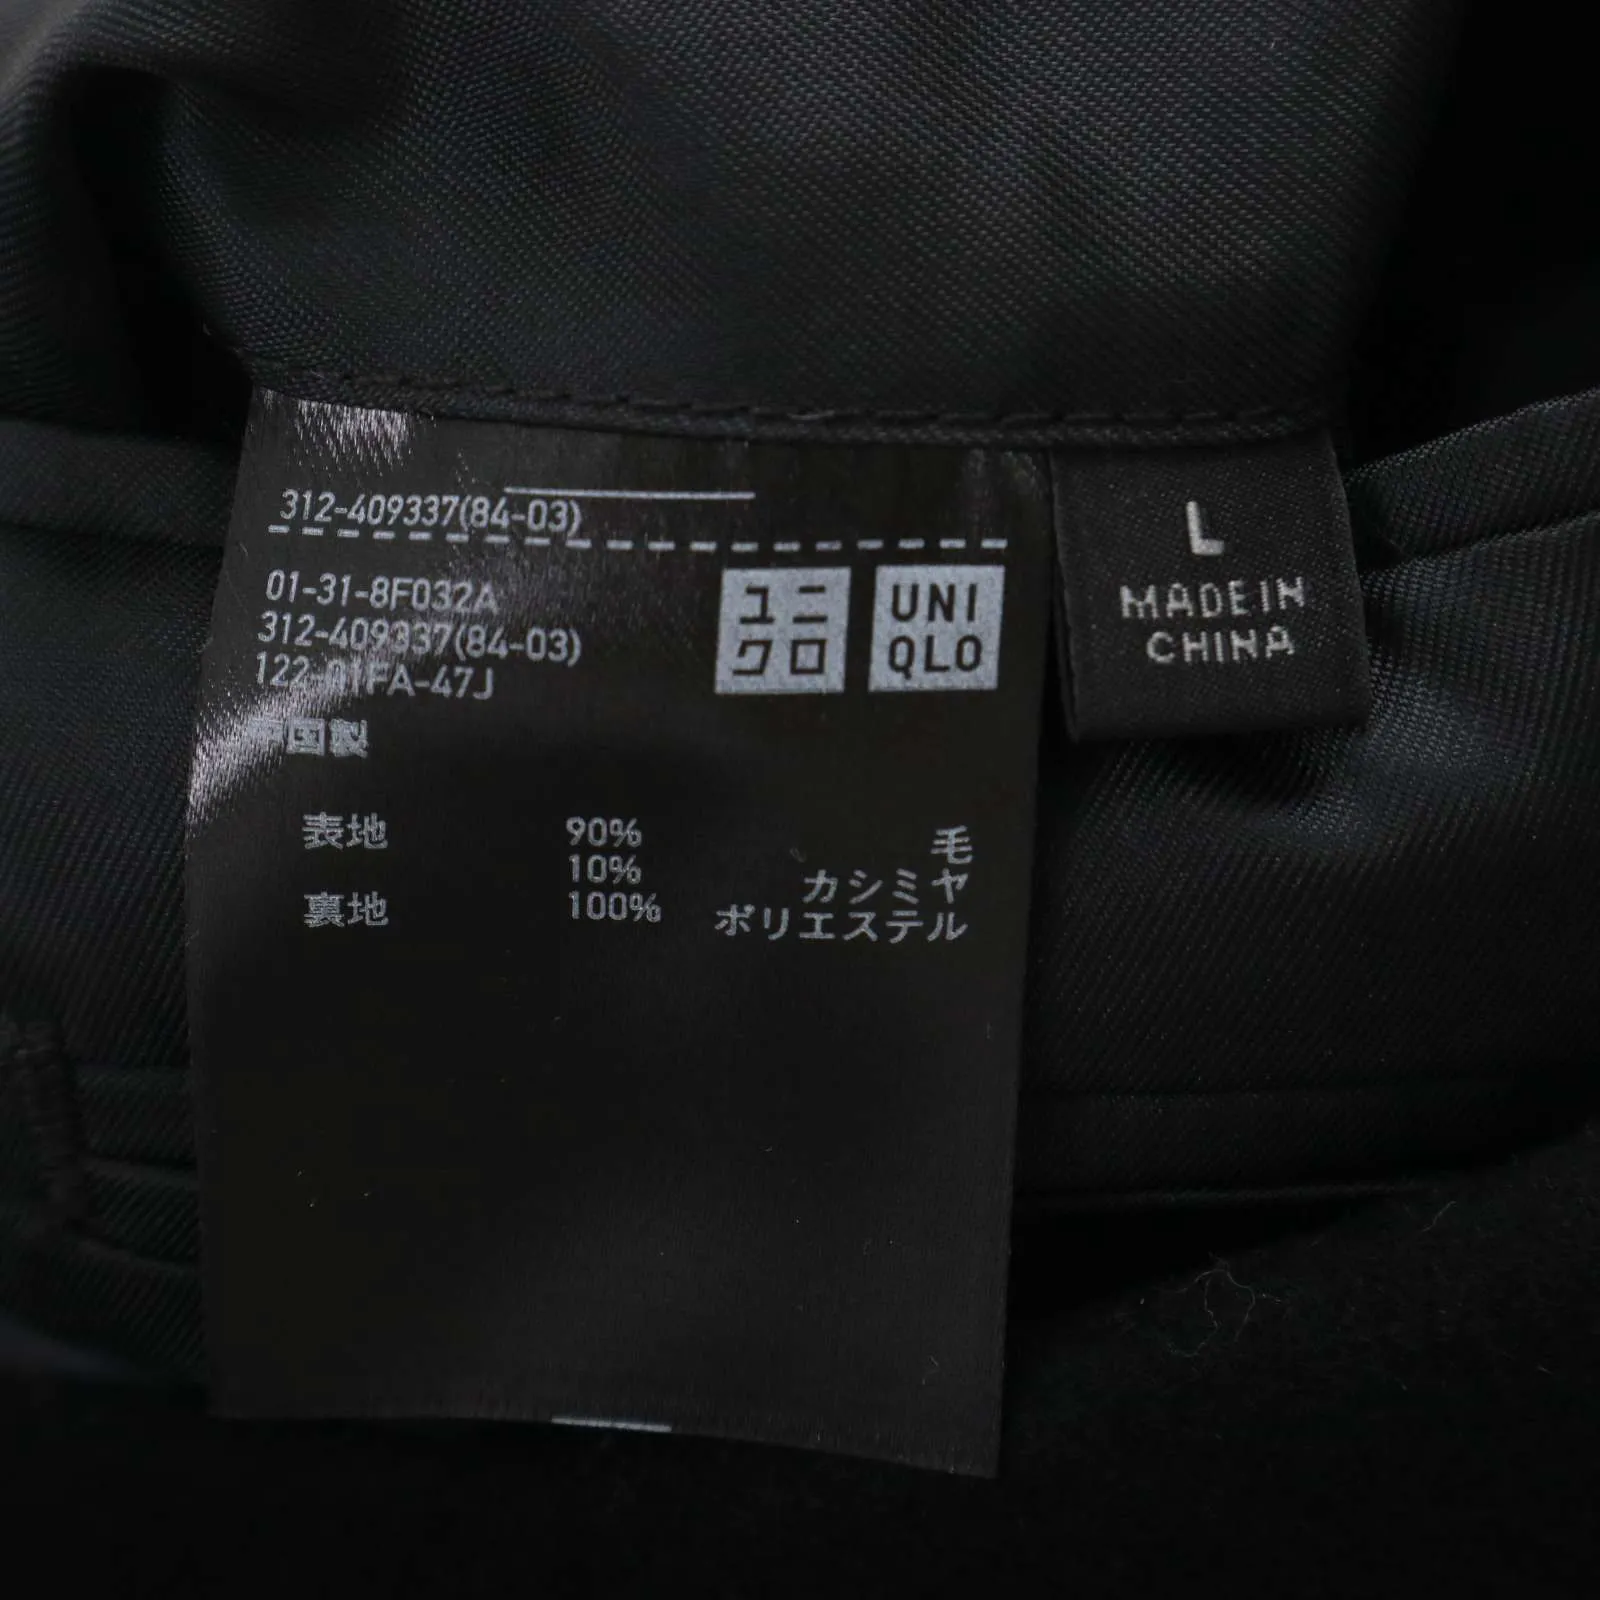 312-409337(84-03)
01-31-8F032A
312-409337(84-03)
ユニ
クロ
UNI
QLO
L
MADE IN
CHINA
国製
表地 90% 毛
10% カシミヤ
裏地 100% ポリエステル